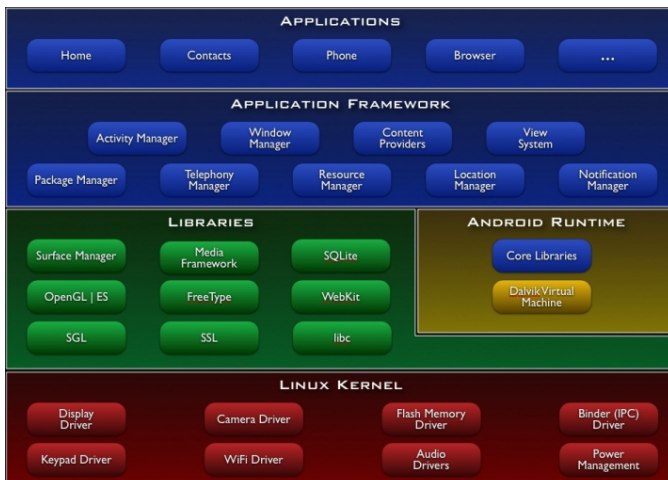 APPLICATIONS
Home
Contacts
Phone
Browser
...
APPLICATION FRAMEWORK
Activity Manager
Window
Manager
Content
Providers
View
System
Package Manager
Telephony
Manager
Resource
Manager
Location
Manager
Notification
Manager
LIBRARIES
Surface Manager
Media
Framework
SQLite
OpenGL | ES
FreeType
WebKit
SGL
SSL
libc
ANDROID RUNTIME
Core Libraries
Dalvik Virtual
Machine
LINUX KERNEL
Display
Driver
Camera Driver
Flash Memory
Driver
Binder (IPC)
Driver
Keypad Driver
WiFi Driver
Audio
Drivers
Power
Management